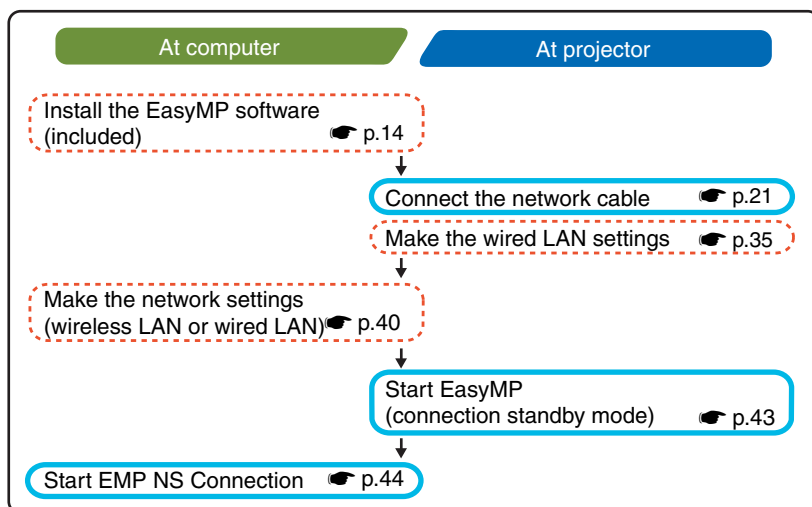 At computer
At projector
Install the EasyMP software
(included) p.14
Connect the network cable p.21
Make the wired LAN settings p.35
Make the network settings
(wireless LAN or wired LAN) p.40
Start EasyMP
(connection standby mode) p.43
Start EMP NS Connection p.44